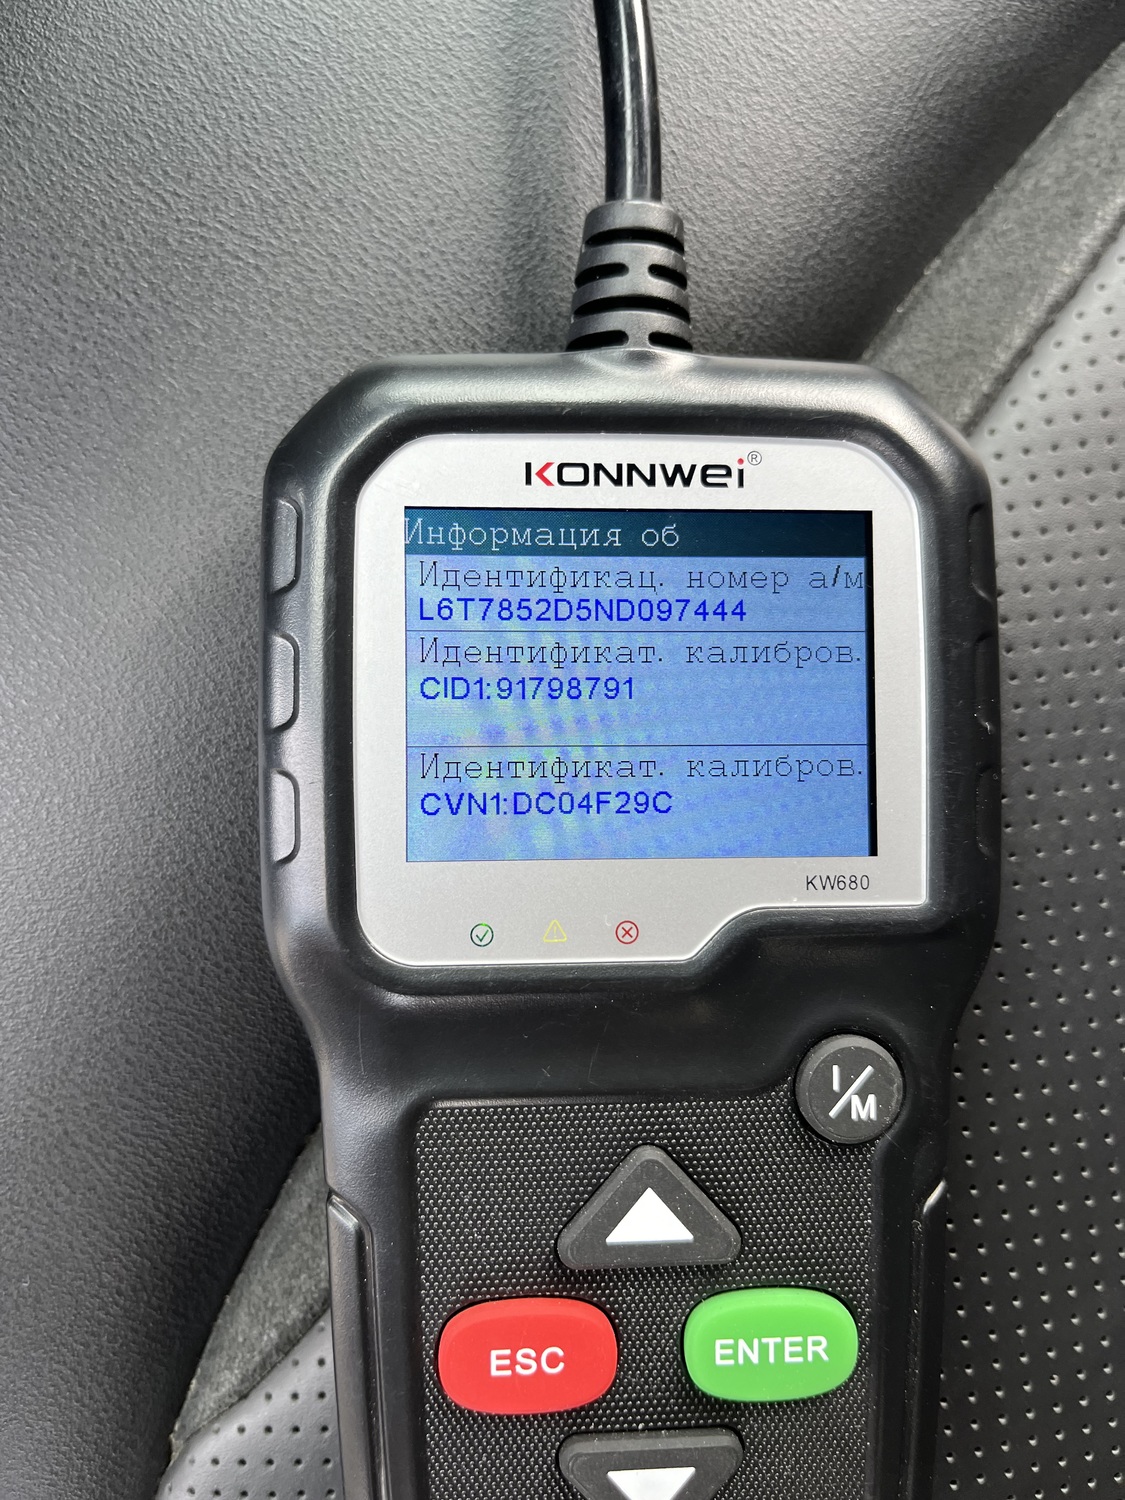 KONNWEI®
Информация об
Идентификац. номер а/м
L6T7852D5ND097444
Идентификат. калибров.
CID1:91798791
Идентификат. калибров.
CVN1:DC04F29C
KW680
I/M
ESC
ENTER